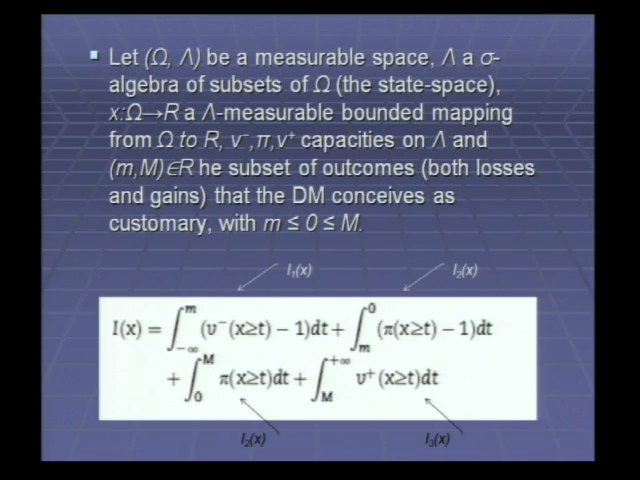 ▪ Let (Ω, Λ) be a measurable space, Λ a σ-
algebra of subsets of Ω (the state-space),
x:Ω→R a Λ-measurable bounded mapping
from Ω to R, v⁻,π,v⁺ capacities on Λ and
(m,M)∈R he subset of outcomes (both losses
and gains) that the DM conceives as
customary, with m ≤ 0 ≤ M.
I₁(x) I₂(x)
I(x) = ∫_{-∞}^{m} (υ⁻(x≥t) − 1)dt + ∫_{m}^{0} (π(x≥t) − 1)dt
+ ∫_{0}^{M} π(x≥t)dt + ∫_{M}^{+∞} υ⁺(x≥t)dt
I₂(x) I₃(x)